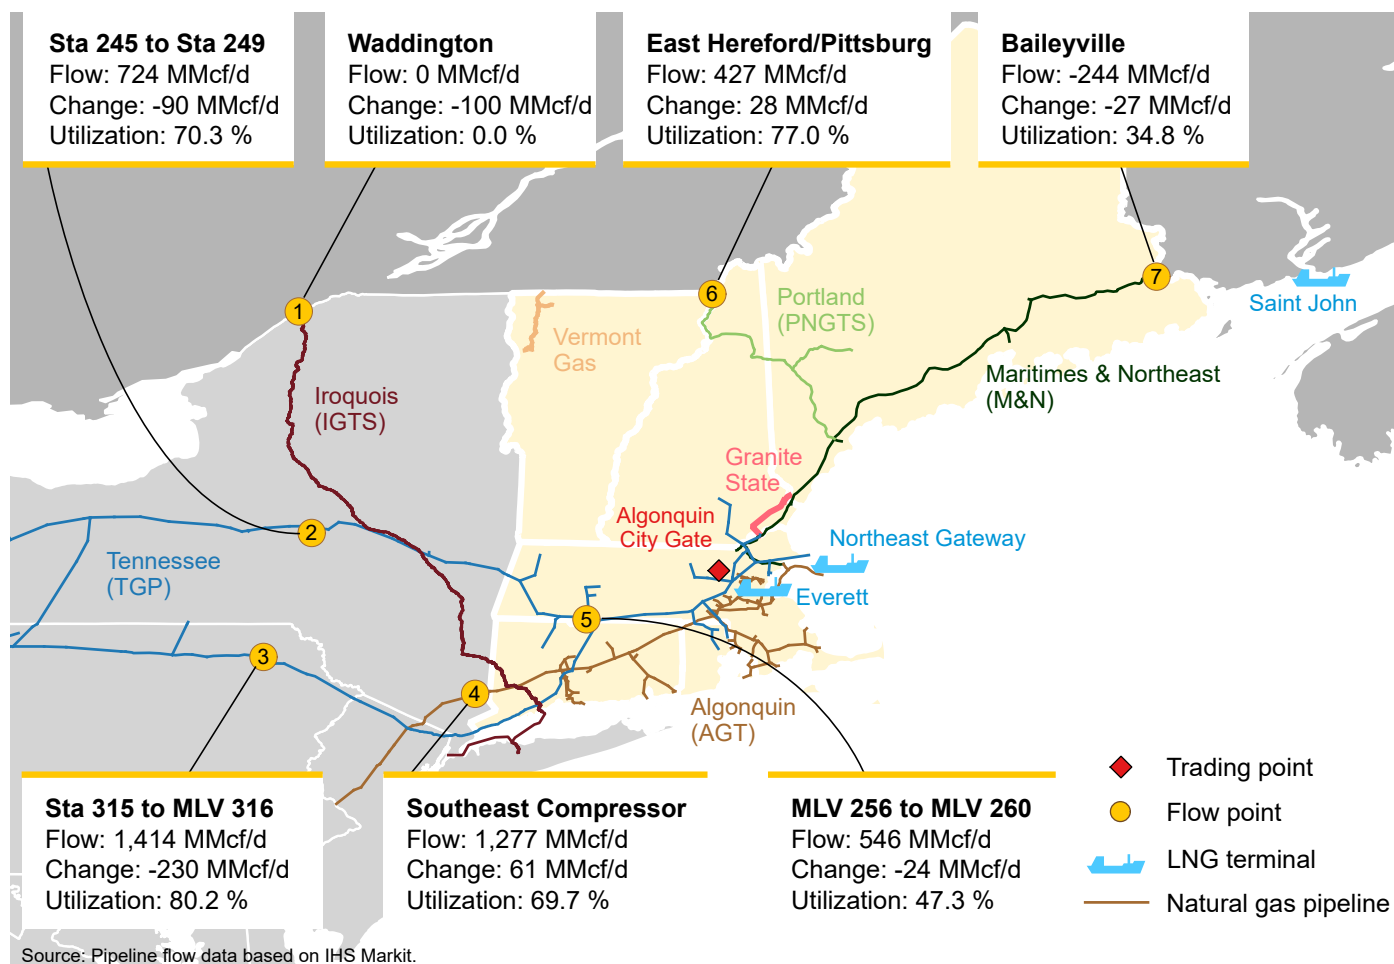 Sta 245 to Sta 249
Flow: 724 MMcf/d
Change: -90 MMcf/d
Utilization: 70.3 %
Waddington
Flow: 0 MMcf/d
Change: -100 MMcf/d
Utilization: 0.0 %
East Hereford/Pittsburg
Flow: 427 MMcf/d
Change: 28 MMcf/d
Utilization: 77.0 %
Baileyville
Flow: -244 MMcf/d
Change: -27 MMcf/d
Utilization: 34.8 %
7
6
1
Saint John
Portland
(PNGTS)
Vermont
Gas
Maritimes & Northeast
(M&N)
Iroquois
(IGTS)
Granite
State
Algonquin
City Gate
2
Northeast Gateway
Tennessee
(TGP)
Everett
5
3
4
Algonquin
(AGT)
Sta 315 to MLV 316
Flow: 1,414 MMcf/d
Change: -230 MMcf/d
Utilization: 80.2 %
Southeast Compressor
Flow: 1,277 MMcf/d
Change: 61 MMcf/d
Utilization: 69.7 %
MLV 256 to MLV 260
Flow: 546 MMcf/d
Change: -24 MMcf/d
Utilization: 47.3 %
Trading point
Flow point
LNG terminal
Natural gas pipeline
Source: Pipeline flow data based on IHS Markit.